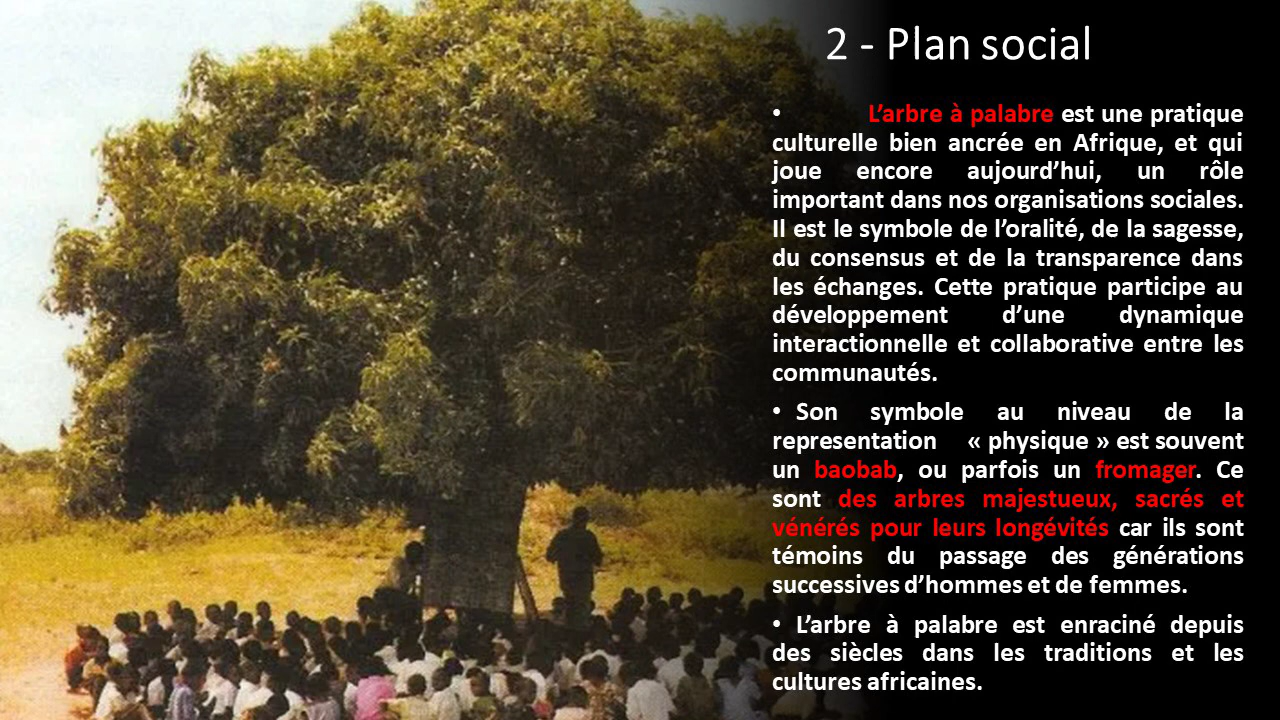 2 - Plan social
• L’arbre à palabre est une pratique
culturelle bien ancrée en Afrique, et qui
joue encore aujourd’hui, un rôle
important dans nos organisations sociales.
Il est le symbole de l’oralité, de la sagesse,
du consensus et de la transparence dans
les échanges. Cette pratique participe au
développement d’une dynamique
interactionnelle et collaborative entre les
communautés.
• Son symbole au niveau de la
representation « physique » est souvent
un baobab, ou parfois un fromager. Ce
sont des arbres majestueux, sacrés et
vénérés pour leurs longévités car ils sont
témoins du passage des générations
successives d’hommes et de femmes.
• L’arbre à palabre est enraciné depuis
des siècles dans les traditions et les
cultures africaines.